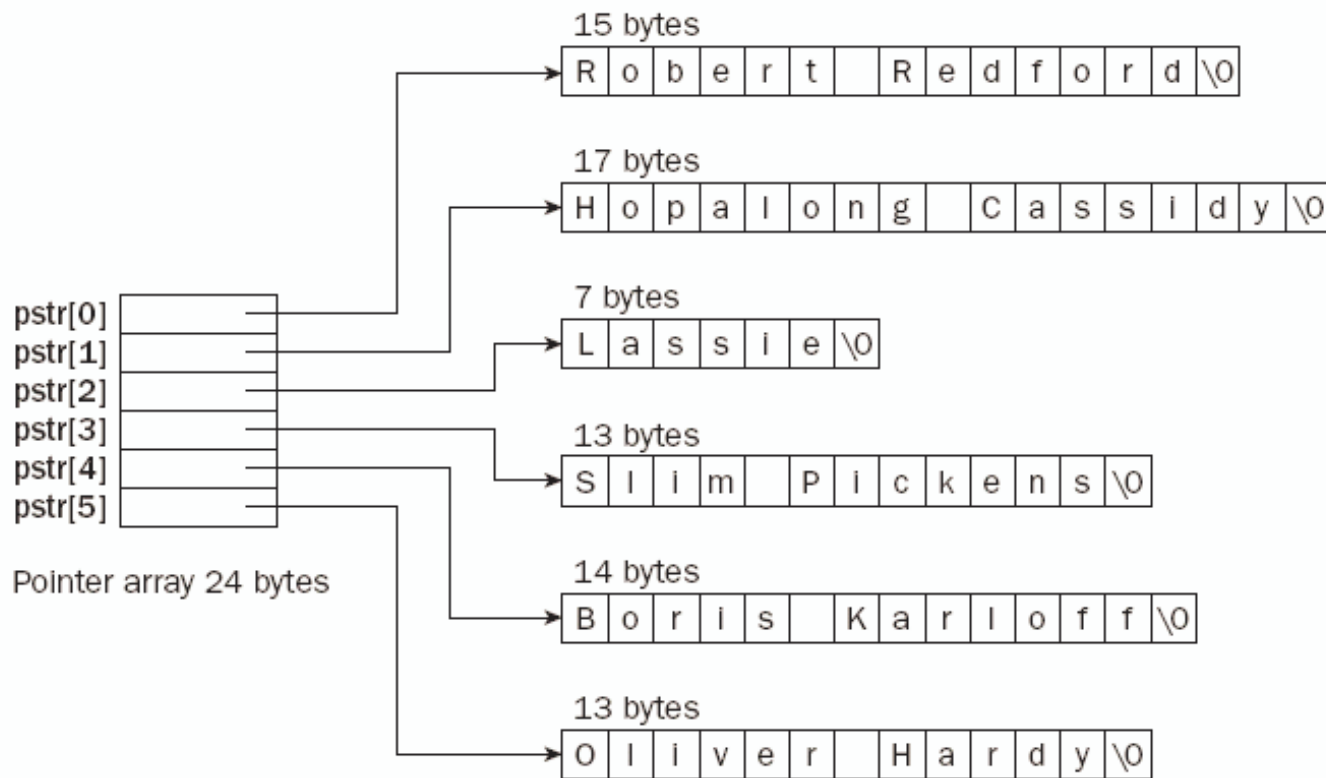 15 bytes
R o b e r t R e d f o r d \0
17 bytes
H o p a l o n g C a s s i d y \0
7 bytes
L a s s i e \0
13 bytes
S l i m P i c k e n s \0
14 bytes
B o r i s K a r l o f f \0
13 bytes
O l i v e r H a r d y \0
pstr[0]
pstr[1]
pstr[2]
pstr[3]
pstr[4]
pstr[5]
Pointer array 24 bytes